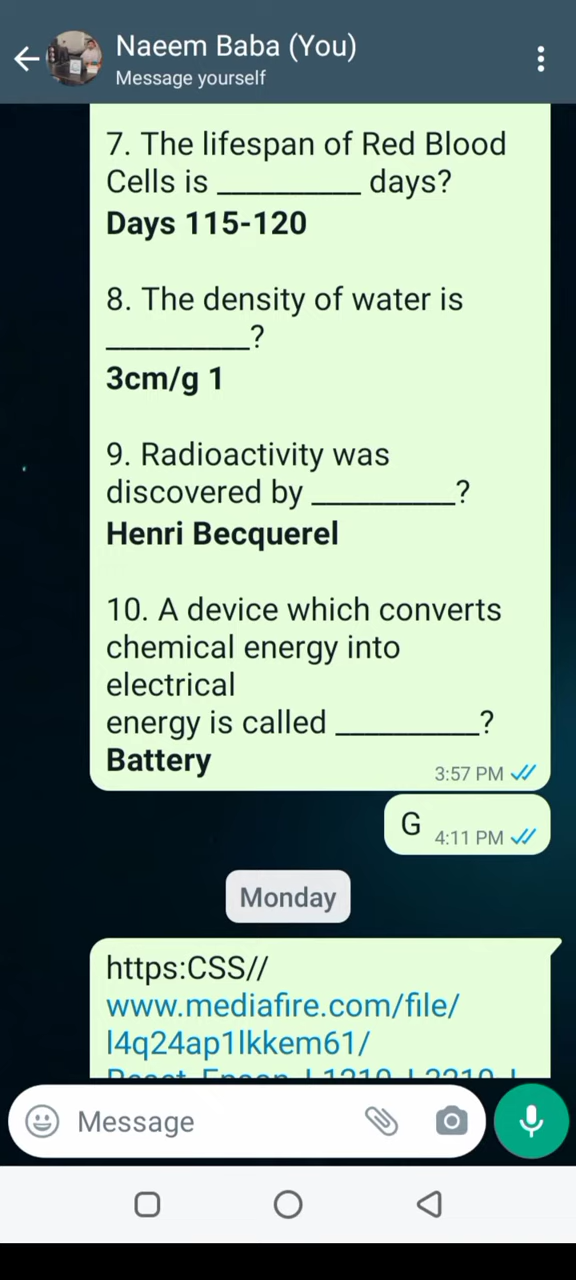 Naeem Baba (You)
Message yourself
7. The lifespan of Red Blood
Cells is __________ days?
Days 115-120
8. The density of water is
__________?
3cm/g 1
9. Radioactivity was
discovered by __________?
Henri Becquerel
10. A device which converts
chemical energy into
electrical
energy is called __________?
Battery
3:57 PM
G
4:11 PM
Monday
https:CSS//
www.mediafire.com/file/
l4q24ap1lkkem61/
Reset_Epson_L1210_L3210_L
Message